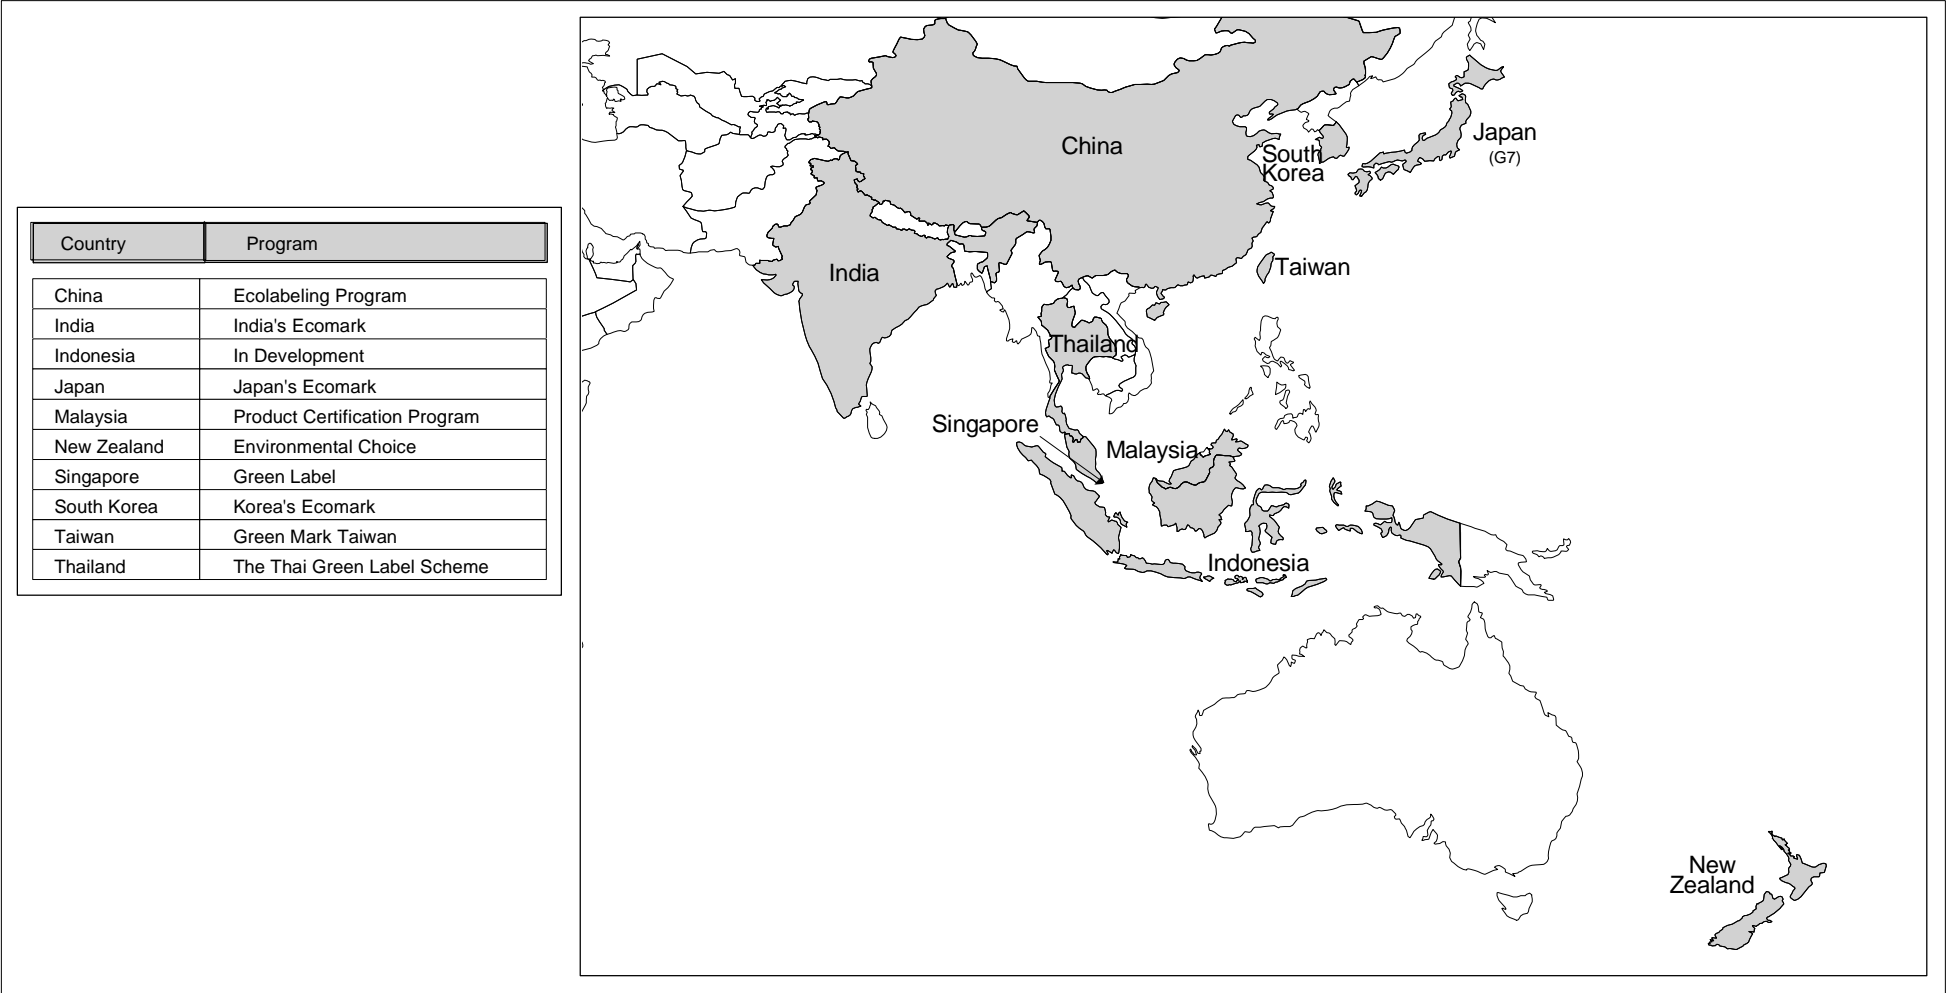 Country Program
China Ecolabeling Program
India India's Ecomark
Indonesia In Development
Japan Japan's Ecomark
Malaysia Product Certification Program
New Zealand Environmental Choice
Singapore Green Label
South Korea Korea's Ecomark
Taiwan Green Mark Taiwan
Thailand The Thai Green Label Scheme
China
South
Korea
Japan
(G7)
India
Taiwan
Thailand
Singapore
Malaysia
Indonesia
New
Zealand